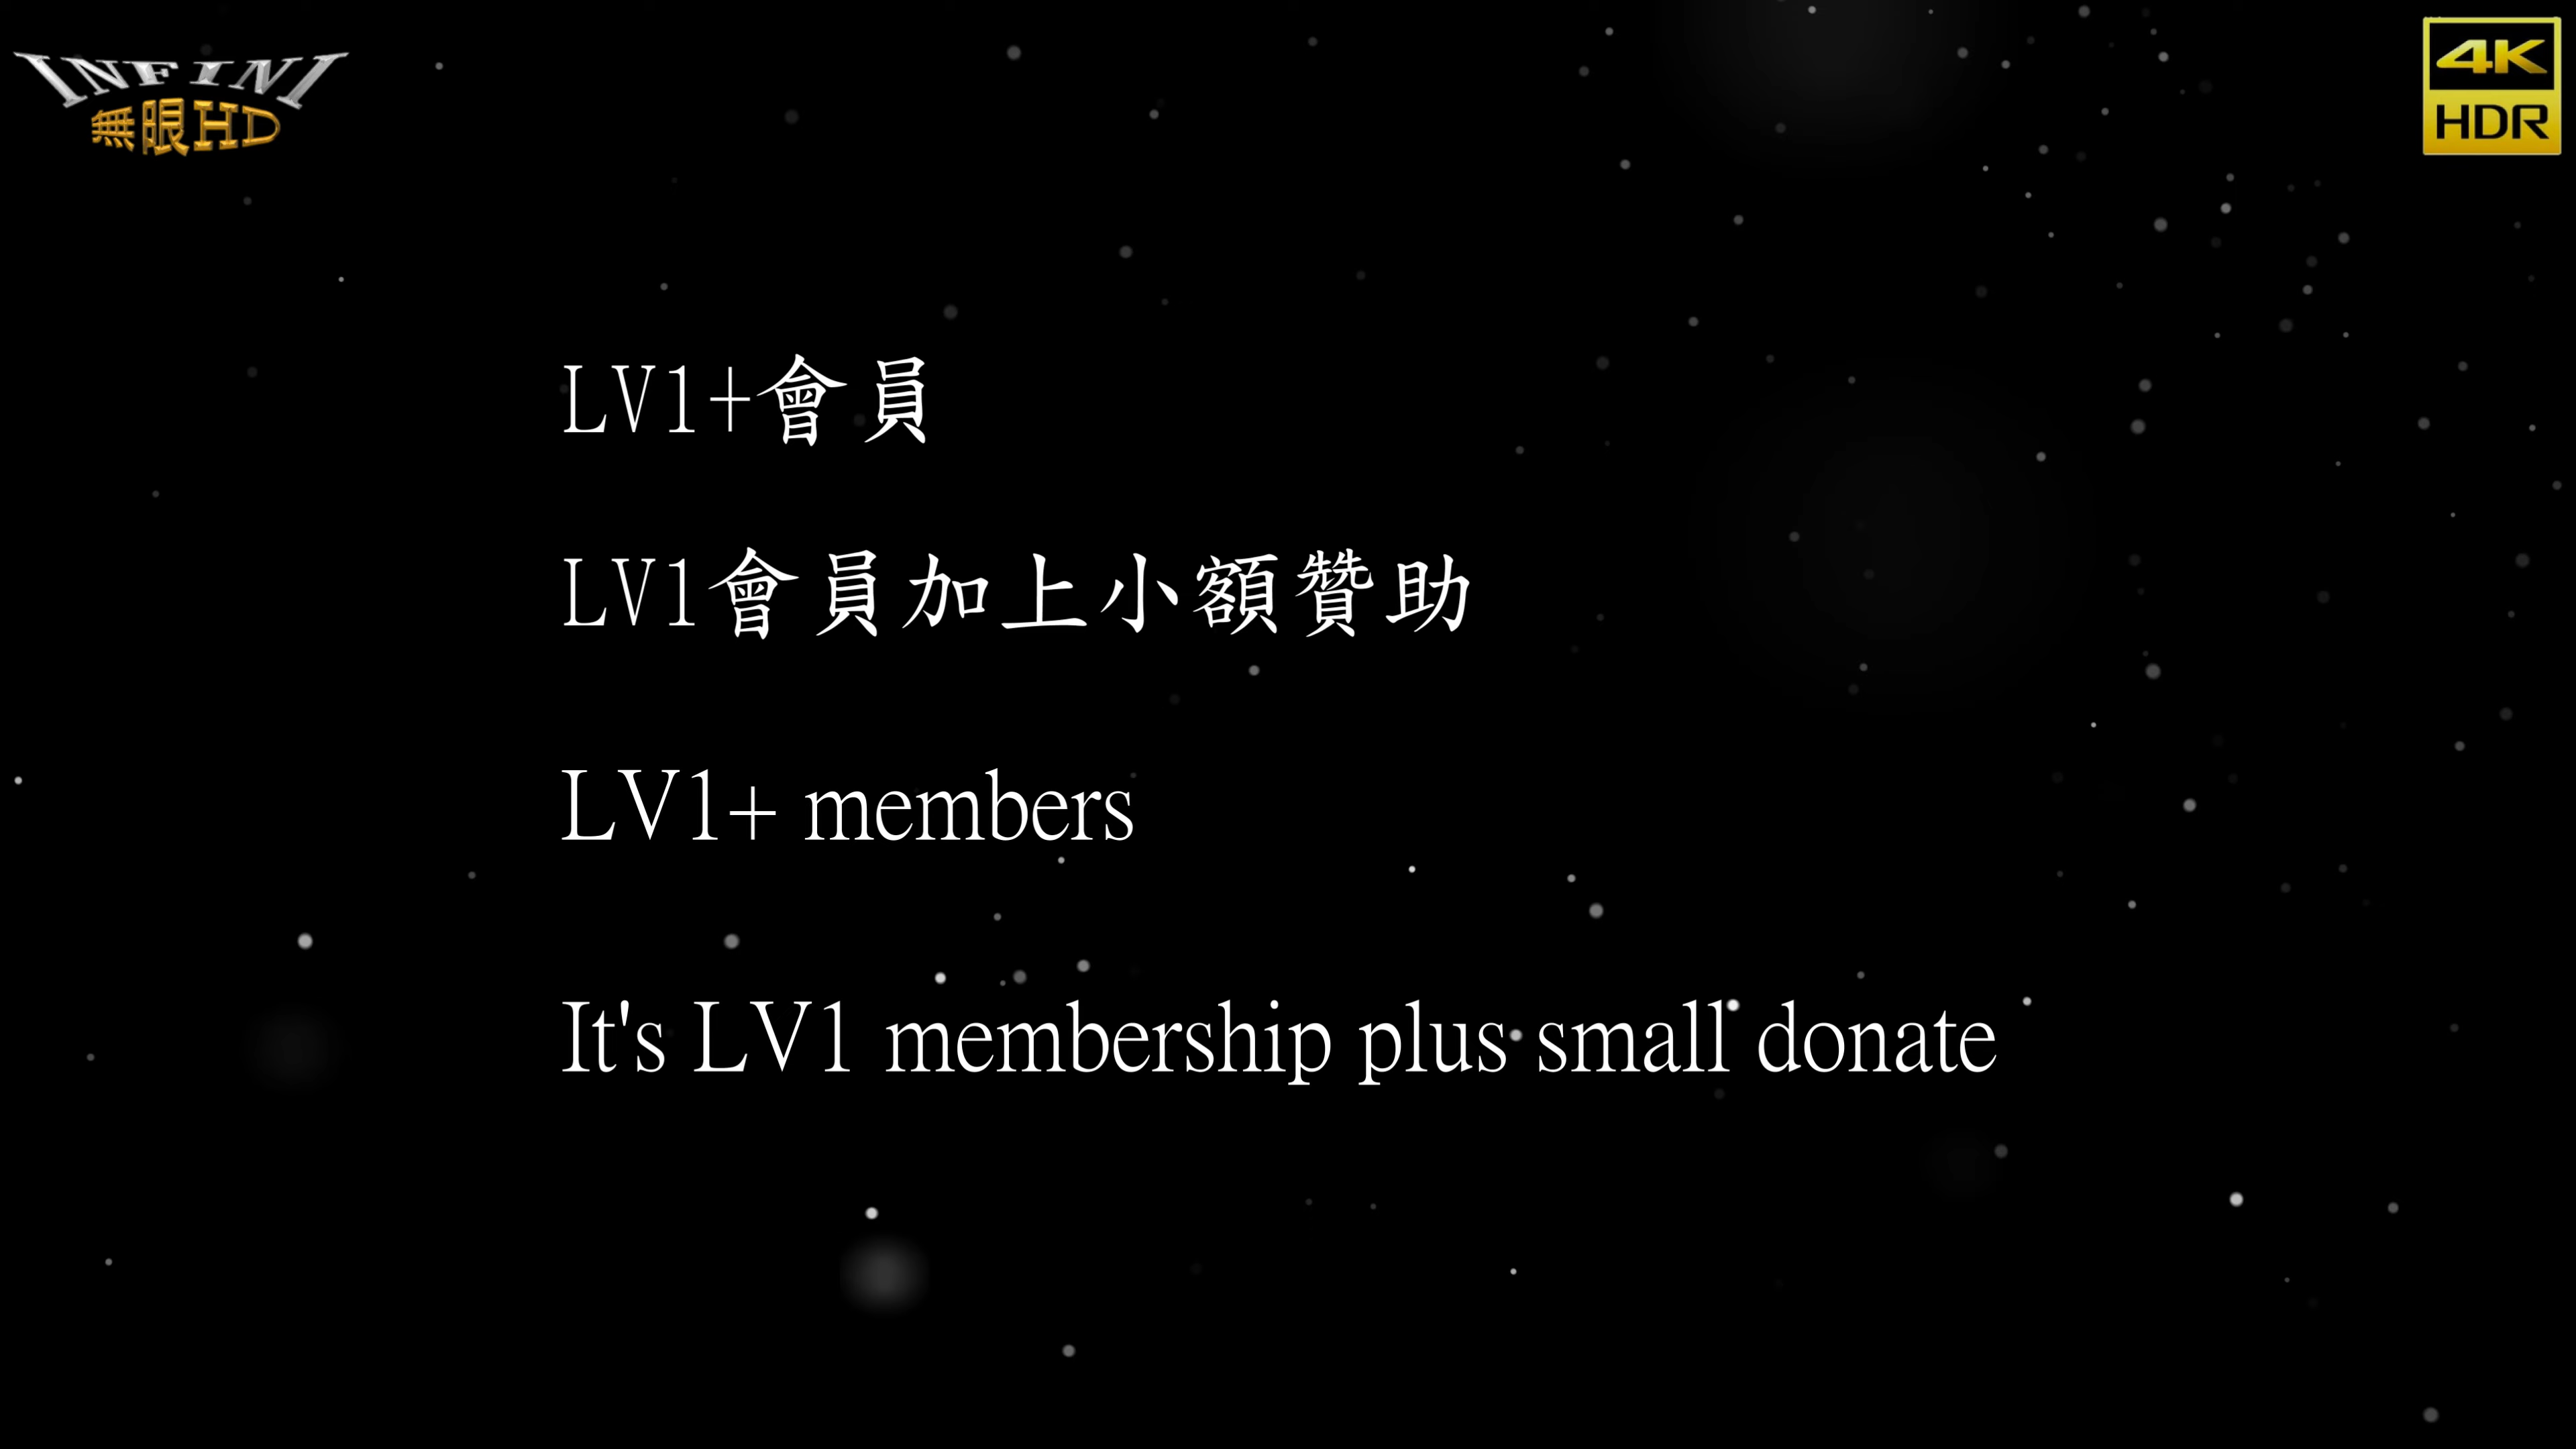 INFINI
無限HD
4K
HDR
LV1+會員
LV1會員加上小額贊助
LV1+ members
It's LV1 membership plus small donate